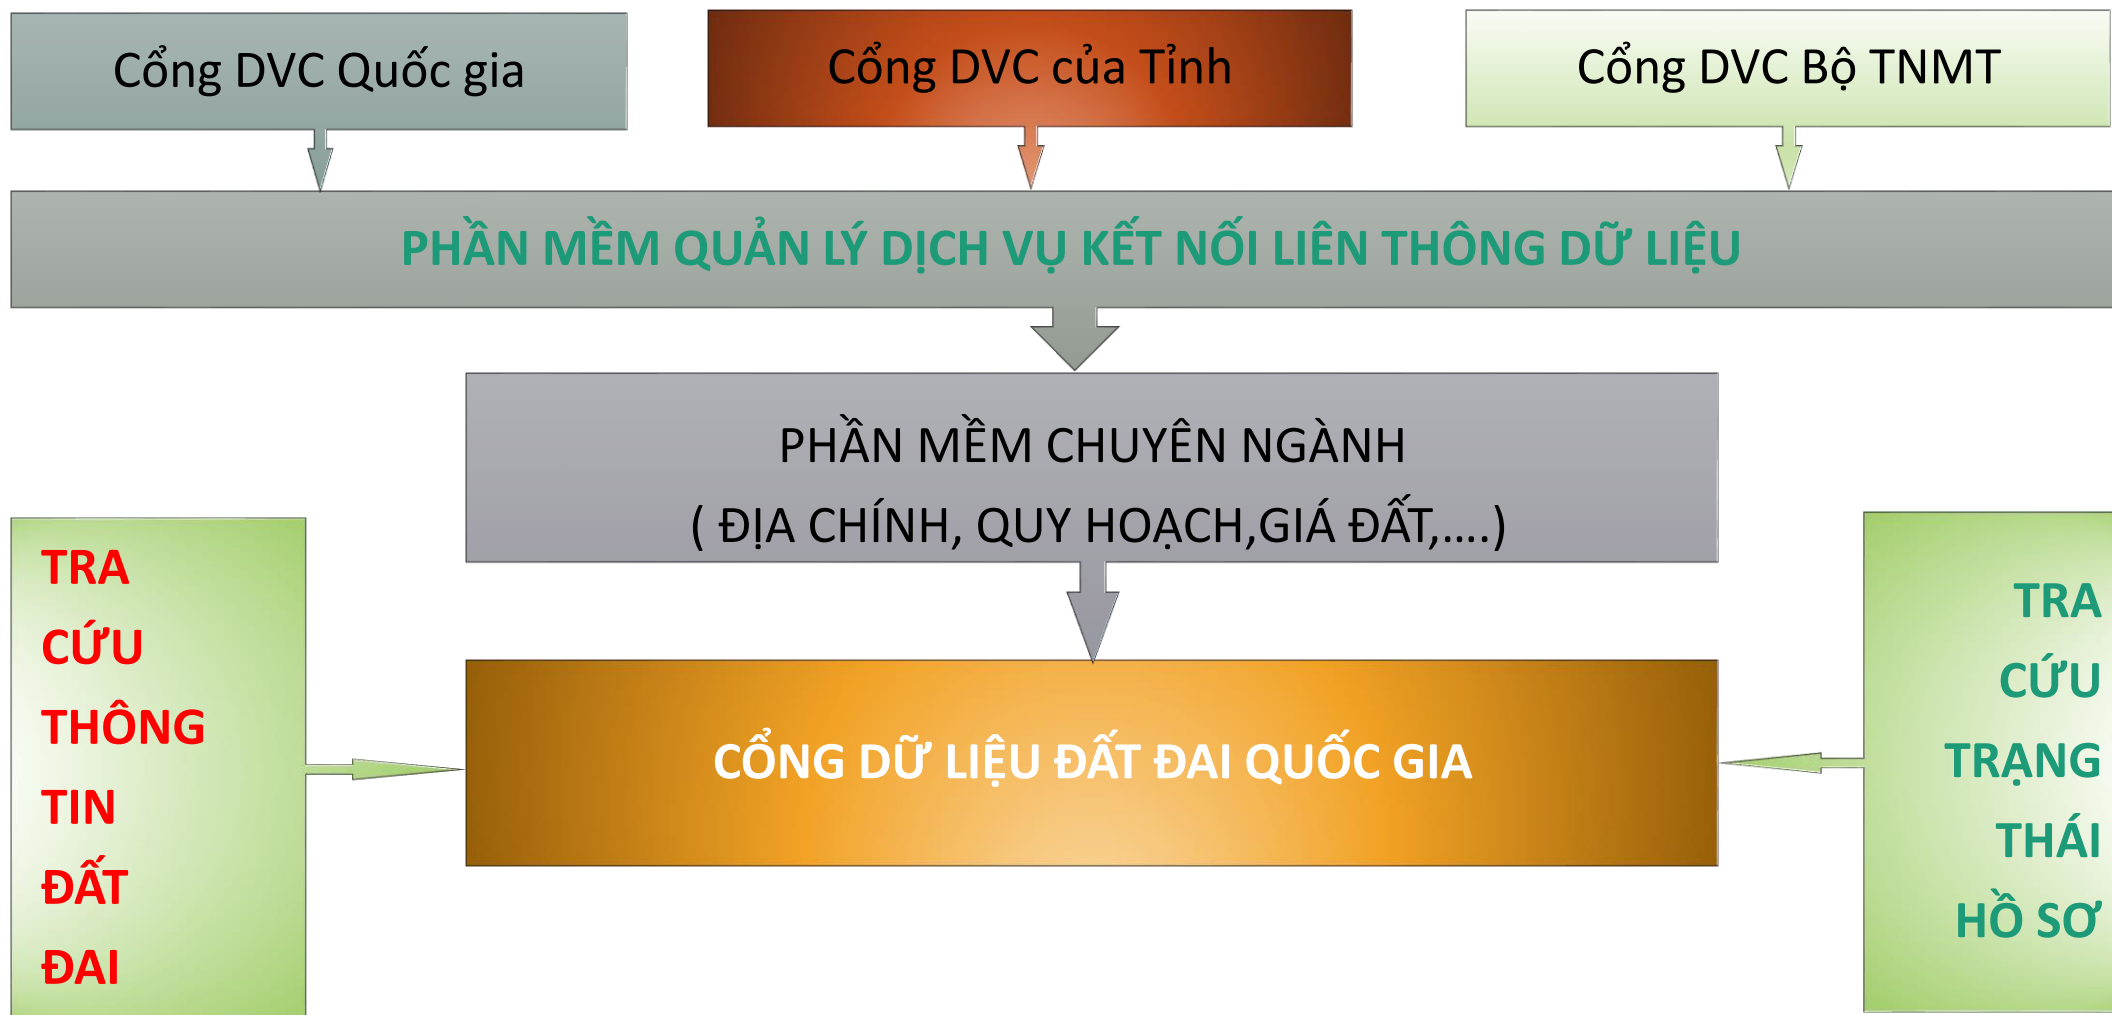 Cổng DVC Quốc gia
Cổng DVC của Tỉnh
Cổng DVC Bộ TNMT
PHẦN MỀM QUẢN LÝ DỊCH VỤ KẾT NỐI LIÊN THÔNG DỮ LIỆU
PHẦN MỀM CHUYÊN NGÀNH
( ĐỊA CHÍNH, QUY HOẠCH,GIÁ ĐẤT,....)
TRA
CỨU
THÔNG
TIN
ĐẤT
ĐAI
CỔNG DỮ LIỆU ĐẤT ĐAI QUỐC GIA
TRA
CỨU
TRẠNG
THÁI
HỒ SƠ